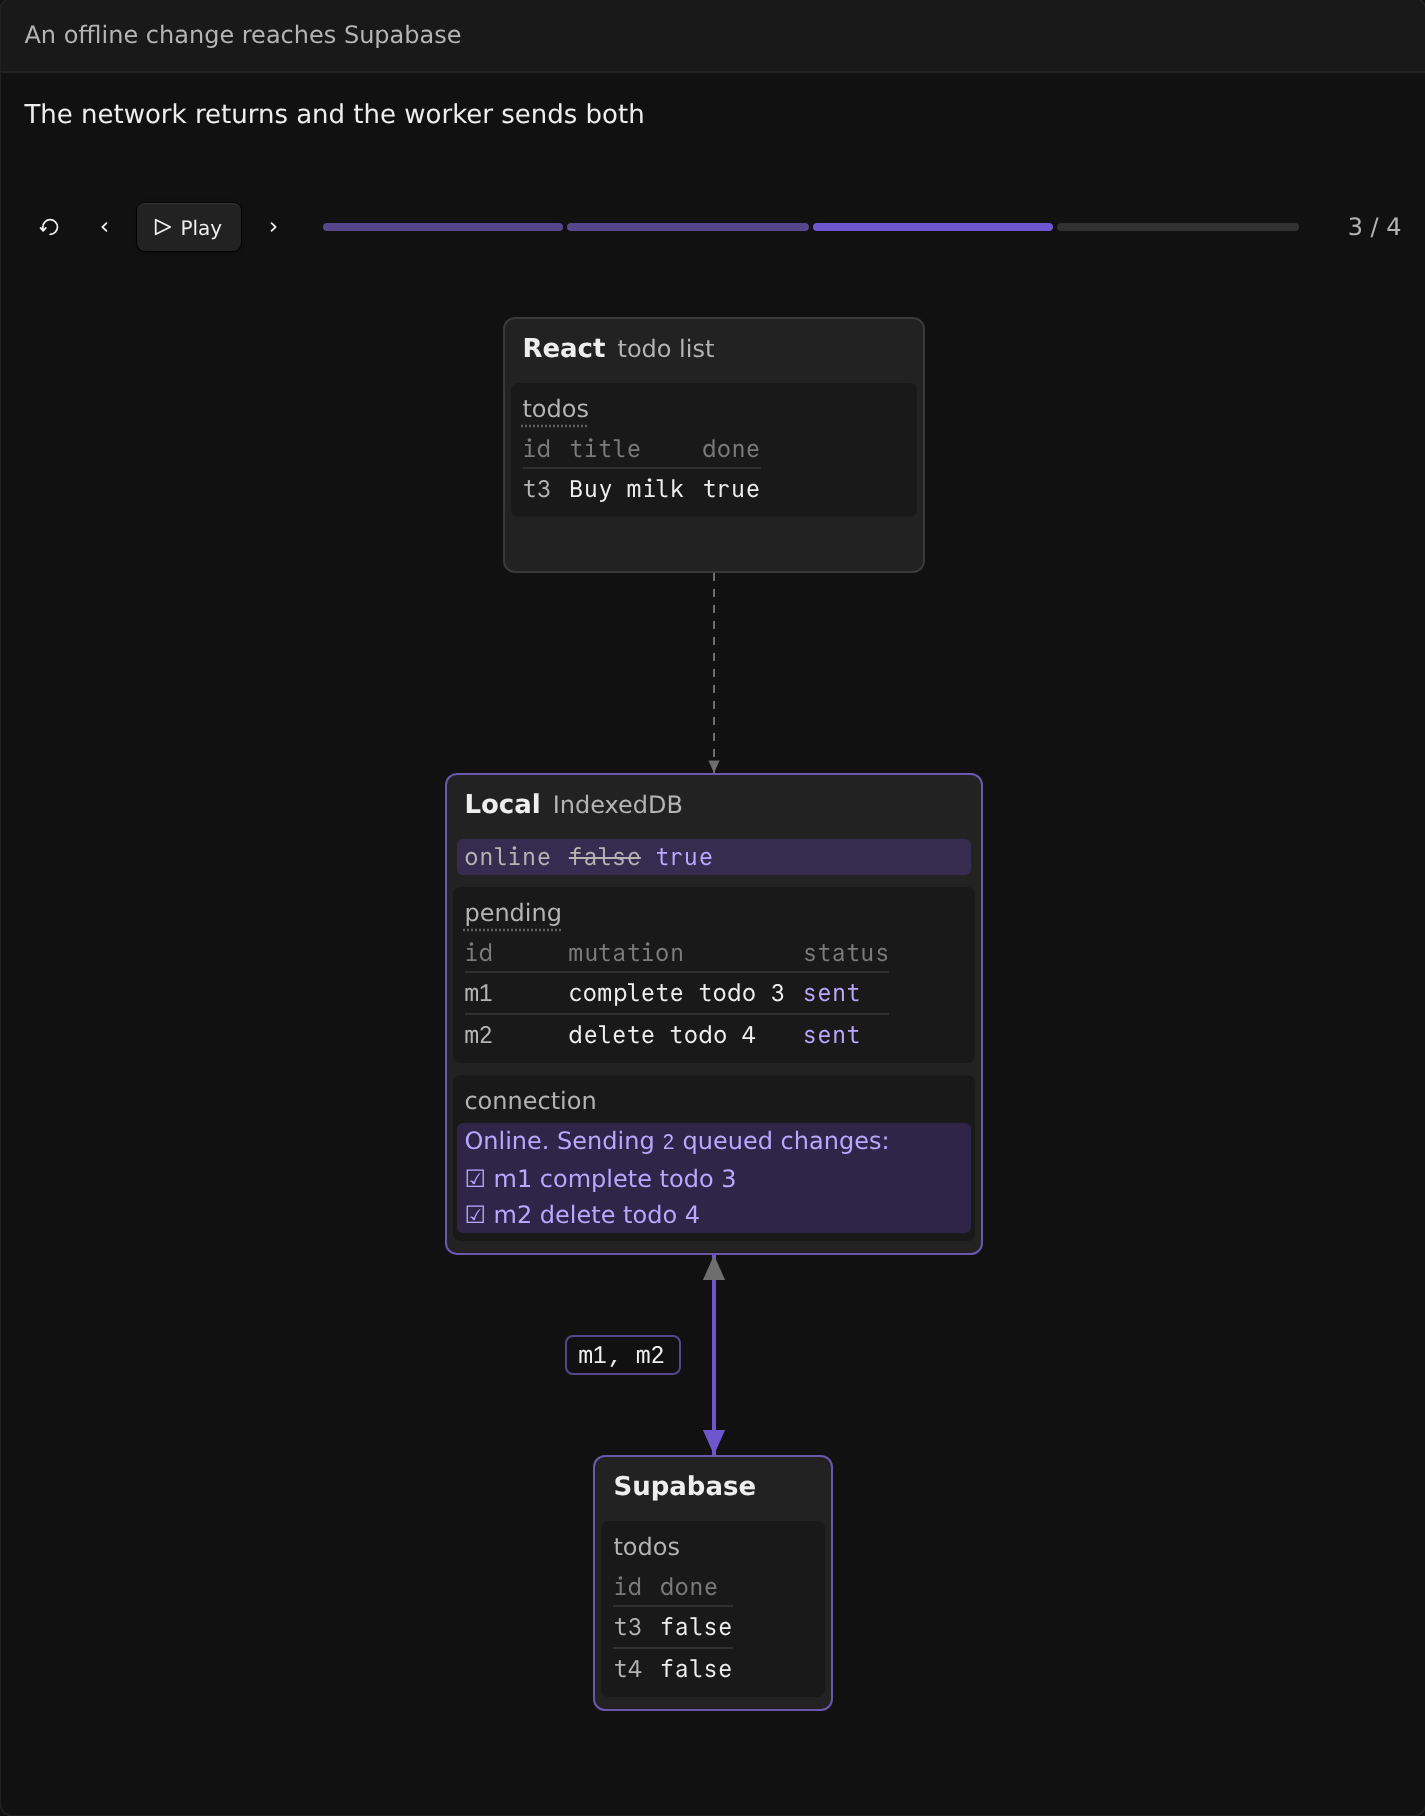 An offline change reaches Supabase
The network returns and the worker sends both
Play
3 / 4
React todo list
todos
id title done
t3 Buy milk true
Local IndexedDB
online false true
pending
id mutation status
m1 complete todo 3 sent
m2 delete todo 4 sent
connection
Online. Sending 2 queued changes:
☑ m1 complete todo 3
☑ m2 delete todo 4
m1, m2
Supabase
todos
id done
t3 false
t4 false